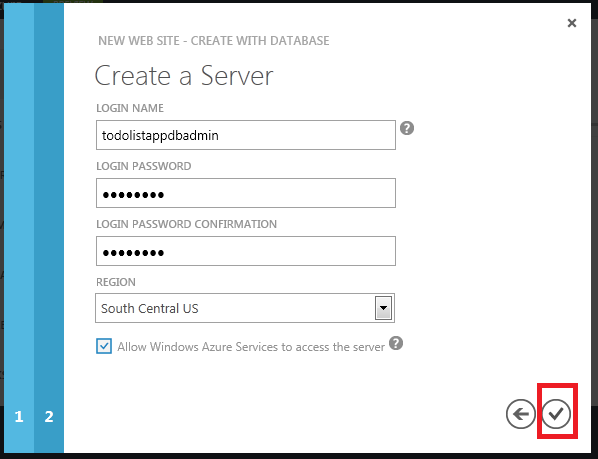 NEW WEB SITE - CREATE WITH DATABASE
Create a Server
LOGIN NAME
todolistappdbadmin
?
LOGIN PASSWORD
●●●●●●●●
LOGIN PASSWORD CONFIRMATION
●●●●●●●●
REGION
South Central US
Allow Windows Azure Services to access the server ?
1 2